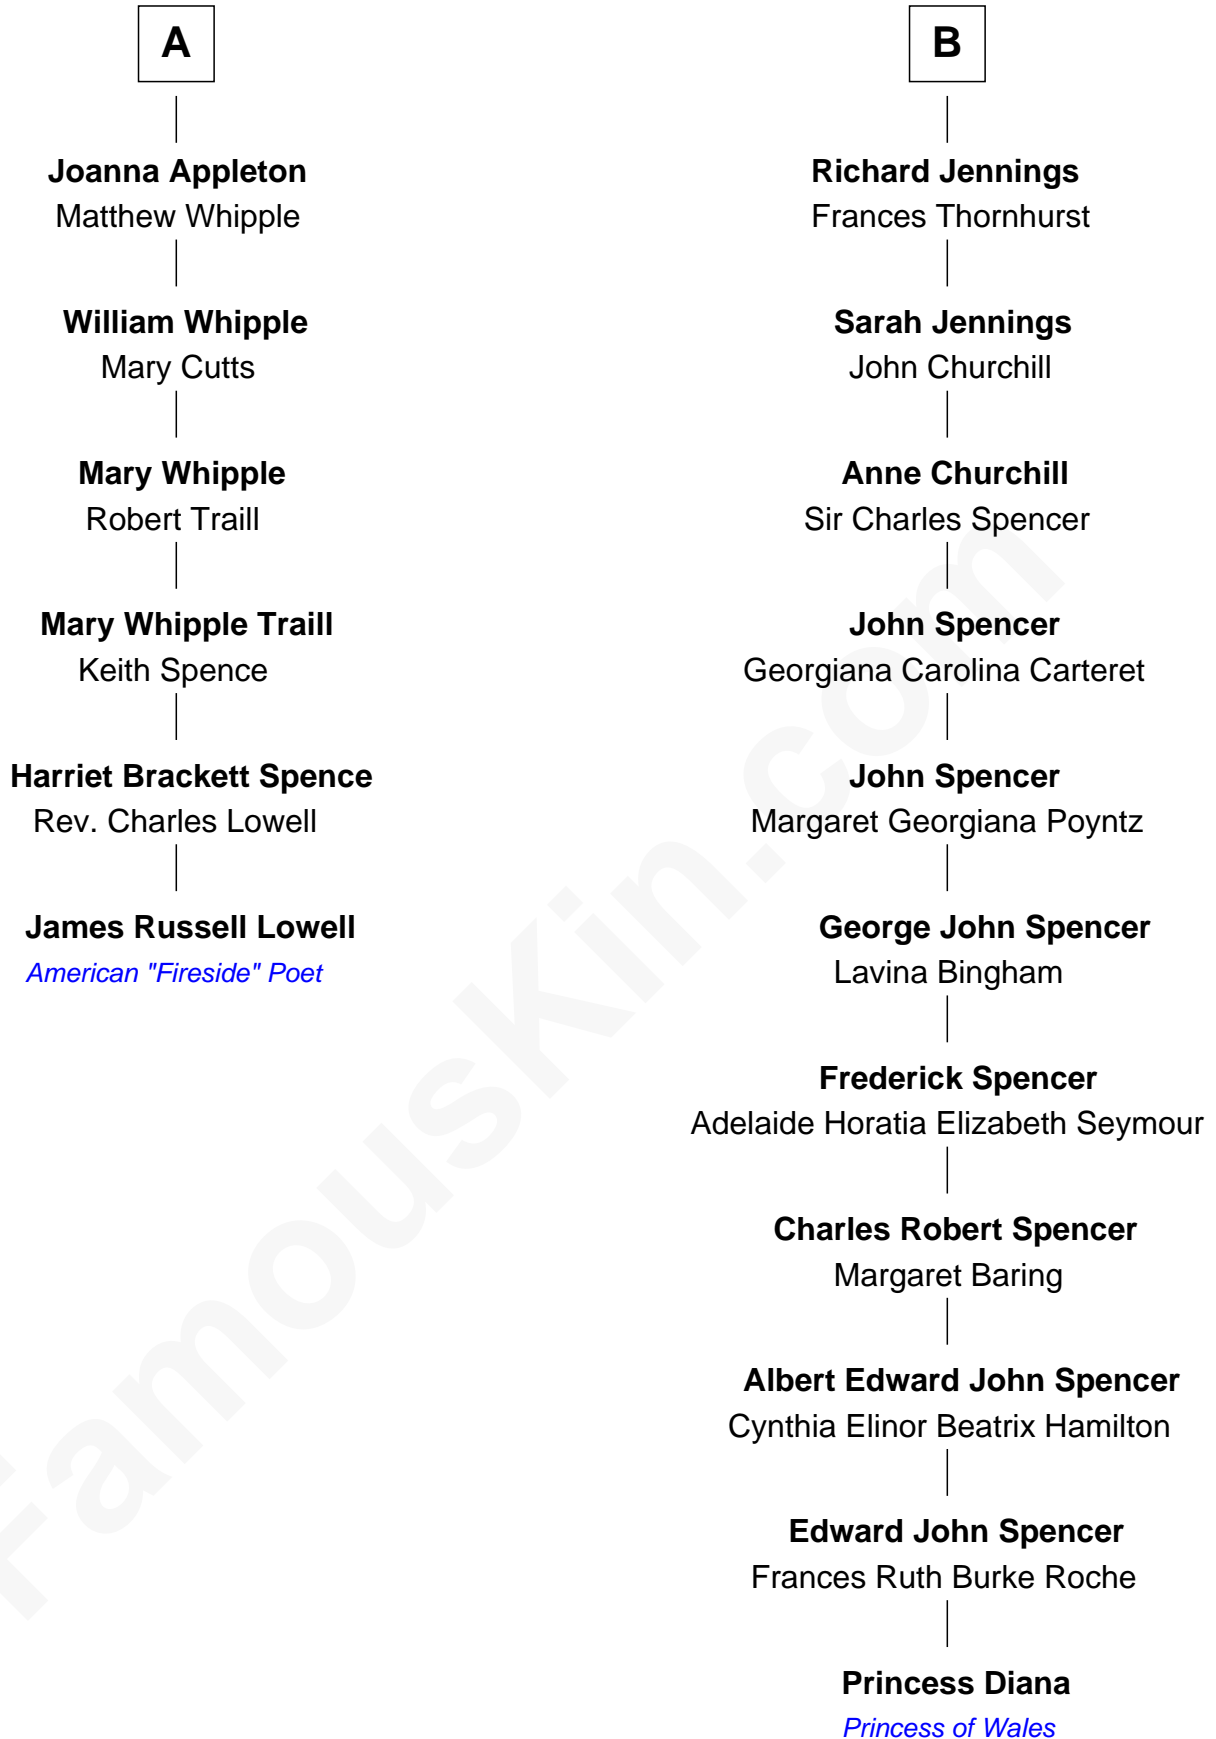 A
Joanna Appleton
Matthew Whipple
William Whipple
Mary Cutts
Mary Whipple
Robert Traill
Mary Whipple Traill
Keith Spence
Harriet Brackett Spence
Rev. Charles Lowell
James Russell Lowell
American "Fireside" Poet
B
Richard Jennings
Frances Thornhurst
Sarah Jennings
John Churchill
Anne Churchill
Sir Charles Spencer
John Spencer
Georgiana Carolina Carteret
John Spencer
Margaret Georgiana Poyntz
George John Spencer
Lavina Bingham
Frederick Spencer
Adelaide Horatia Elizabeth Seymour
Charles Robert Spencer
Margaret Baring
Albert Edward John Spencer
Cynthia Elinor Beatrix Hamilton
Edward John Spencer
Frances Ruth Burke Roche
Princess Diana
Princess of Wales
FamousKin.com